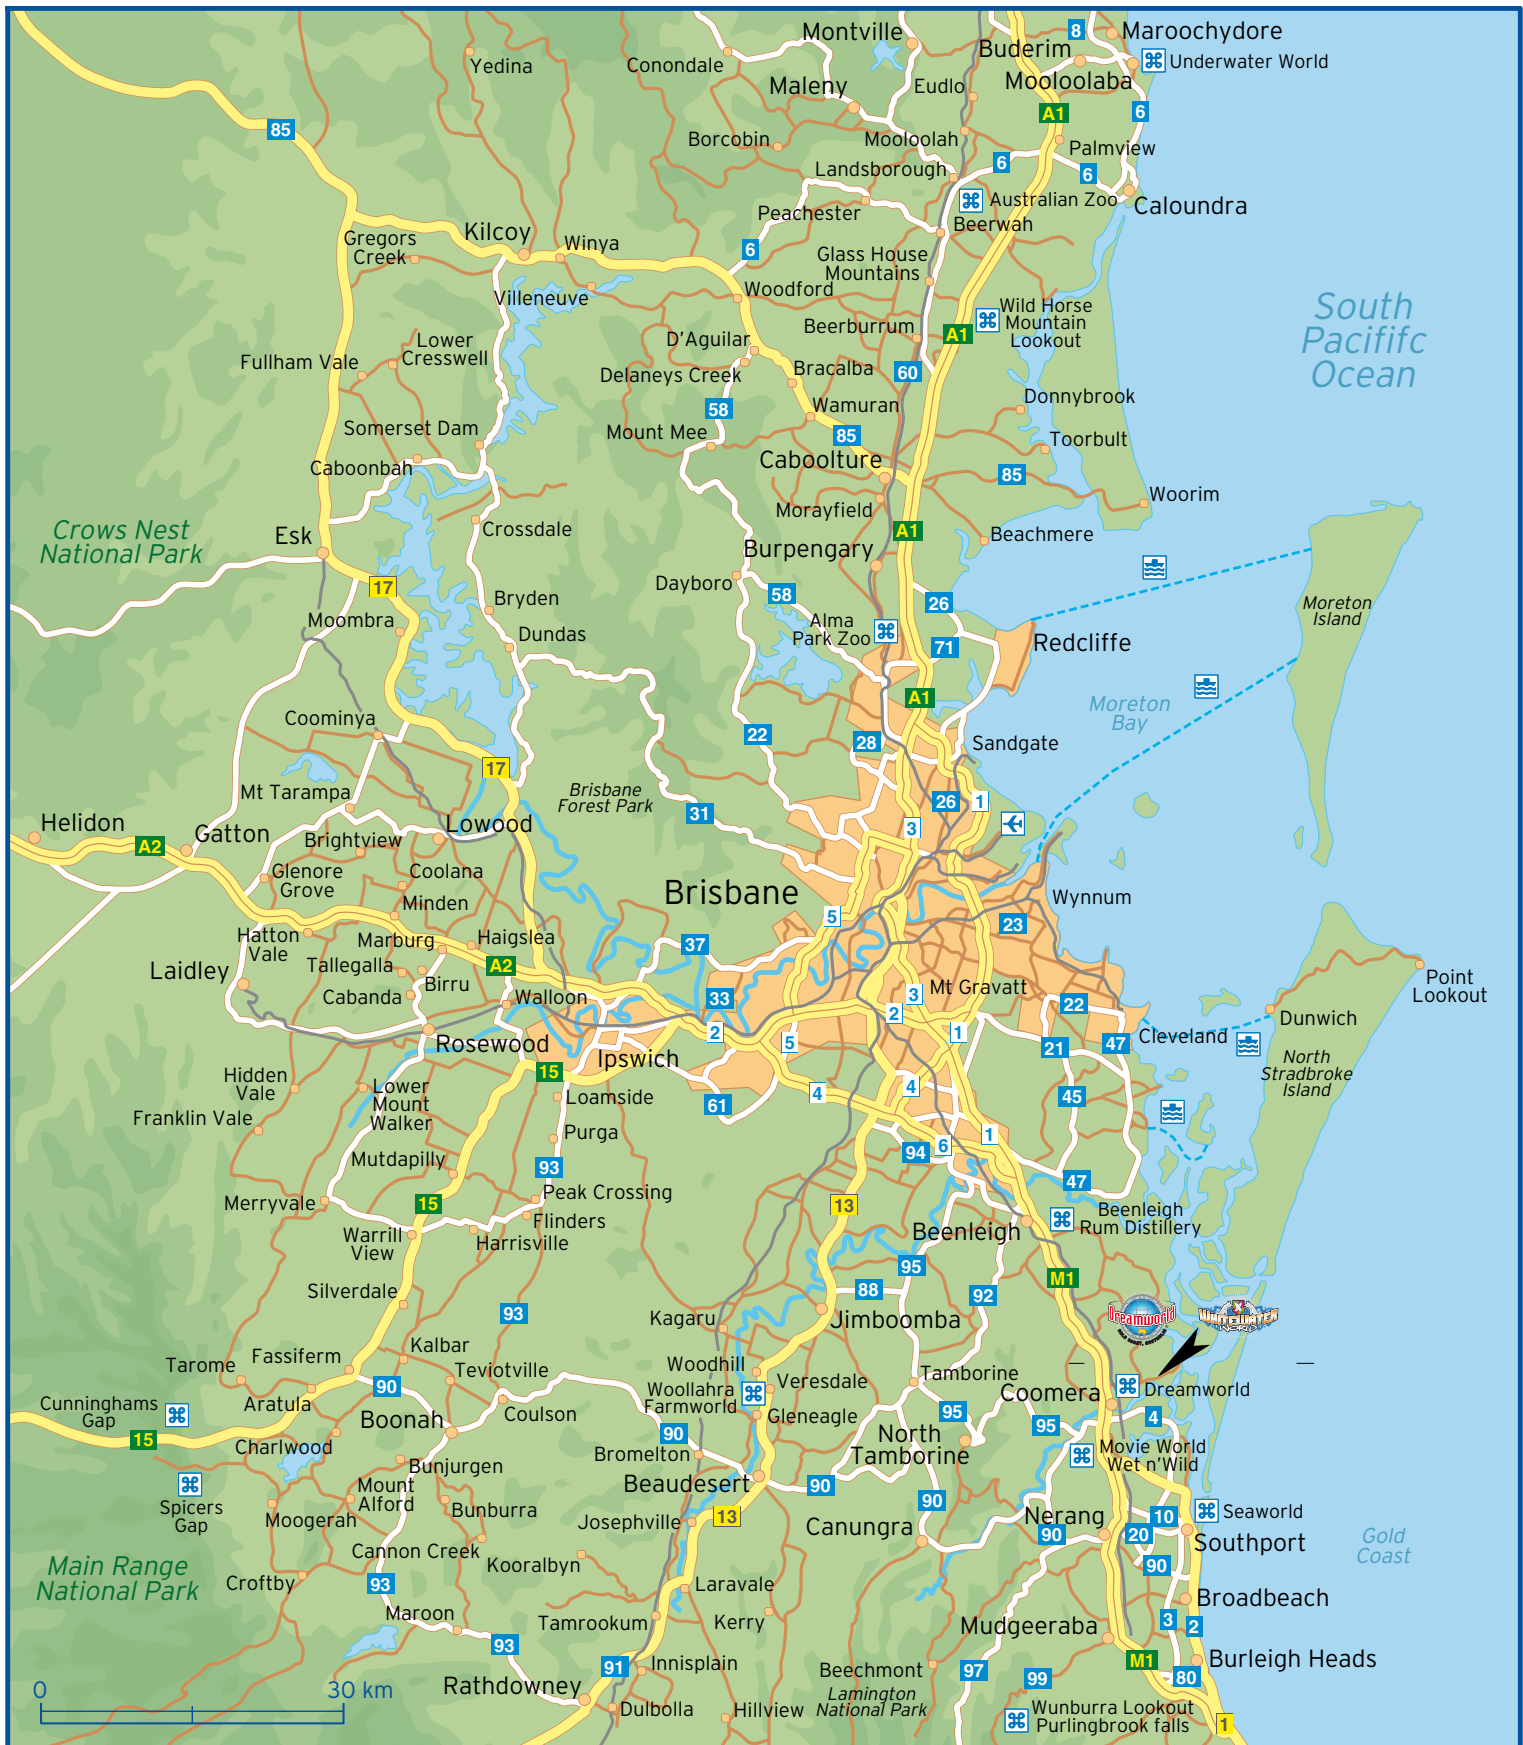 Montville
8
Maroochydore
Buderim
Yedina
Conondale
Underwater World
Mooloolaba
Maleny
Eudlo
A1
6
85
Borcobin
Mooloolah
Palmview
Landsborough
6
6
Australian Zoo
Caloundra
Peachester
Beerwah
Kilcoy
Gregors
Creek
Winya
6
Glass House
Mountains
Villeneuve
Woodford
South
Pacififc
Ocean
Wild Horse
Mountain
Lookout
Beerburrum
A1
D'Aguilar
Lower
Cresswell
Fullham Vale
Delaneys Creek
Bracalba
60
Donnybrook
58
Wamuran
Somerset Dam
Mount Mee
85
Toorbult
Caboonbah
Caboolture
85
Woorim
Morayfield
Crows Nest
National Park
Esk
Crossdale
A1
Beachmere
Burpengary
17
Dayboro
58
26
Bryden
Moombra
Alma
Park Zoo
Moreton
Island
Dundas
71
Redcliffe
A1
Moreton
Bay
Coominya
22
28
Sandgate
17
Mt Tarampa
Brisbane
Forest Park
26
1
31
Helidon
Gatton
A2
Brightview
Lowood
3
Glenore
Grove
Coolana
Brisbane
Minden
Wynnum
5
23
Hatton
Vale
Marburg
Haigslea
37
Laidley
Tallegalla
A2
Birru
Cabanda
Walloon
33
3
Mt Gravatt
22
Point
Lookout
2
2
1
Dunwich
Rosewood
Ipswich
5
21
47
Cleveland
15
North
Stradbroke
Island
Hidden
Vale
Lower
Mount
Walker
Loamside
61
4
4
45
Franklin Vale
Purga
94
6
1
Mutdapilly
93
47
Merryvale
15
Peak Crossing
13
Beenleigh
Rum Distillery
Flinders
Warrill
View
Harrisville
Beenleigh
95
M1
Silverdale
88
92
93
Kagaru
Jimboomba
Dreamworld
WHITEWATER
WORLD
Kalbar
Fassiferm
Tarome
Teviotville
Woodhill
Veresdale
Tamborine
Coomera
Dreamworld
90
Woollahra
Farmworld
Cunninghams
Gap
Aratula
Coulson
Gleneagle
95
95
4
Boonah
90
15
Charlwood
Bromelton
North
Tamborine
Movie World
Wet n'Wild
Bunjurgen
Beaudesert
90
Spicers
Gap
Mount
Alford
Bunburra
90
Seaworld
Moogerah
Josephville
13
Canungra
Nerang
10
90
20
Southport
Gold
Coast
Cannon Creek
Kooralbyn
90
Main Range
National Park
Croftby
93
Laravale
Broadbeach
Maroon
Tamrookum
Kerry
Mudgeeraba
3
2
93
91
Innisplain
Beechmont
97
99
M1
80
Burleigh Heads
0
30 km
Rathdowney
Lamington
National Park
Dulbolla
Hillview
Wunburra Lookout
Purlingbrook falls
1